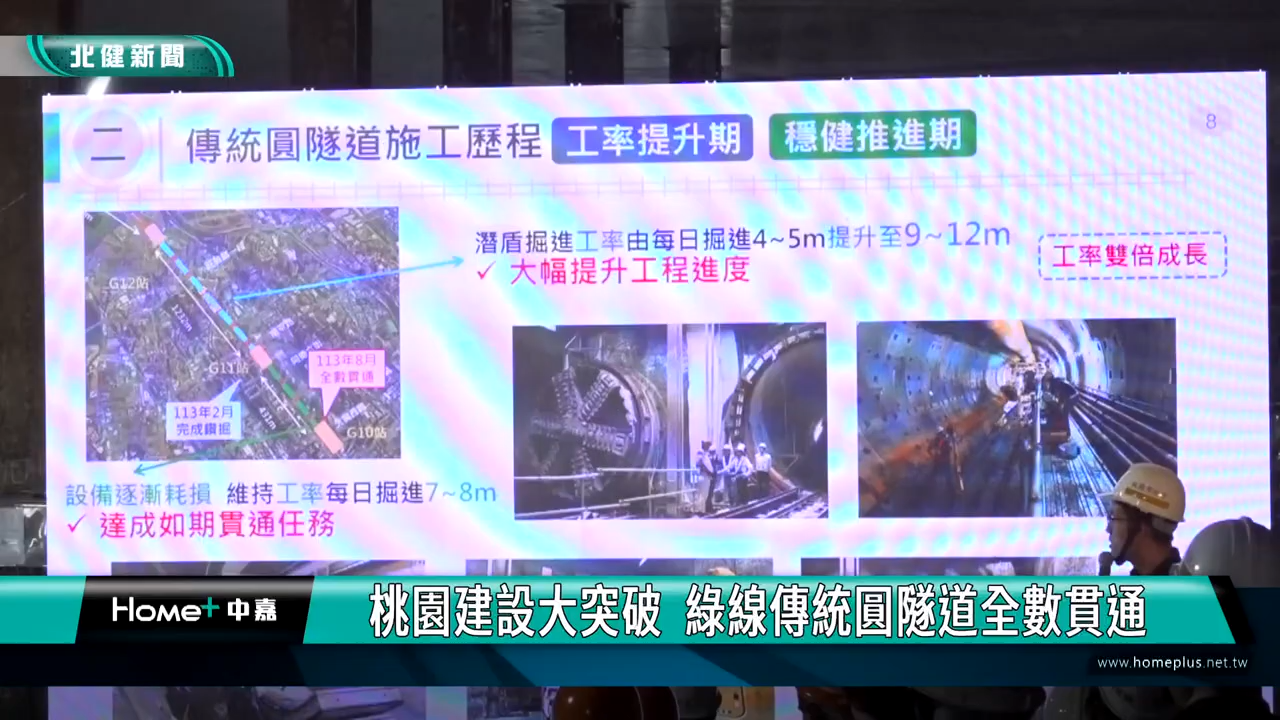 北健新聞
8
二
傳統圓隧道施工歷程 工率提升期 穩健推進期
潛盾掘進工率由每日掘進4~5m提升至9~12m
✓ 大幅提升工程進度
工率雙倍成長
G12站
G11站
113年8月
全數貫通
113年2月
完成鑽掘
G10站
設備逐漸耗損 維持工率每日掘進7~8m
✓ 達成如期貫通任務
Home+中嘉
桃園建設大突破 綠線傳統圓隧道全數貫通
www.homeplus.net.tw